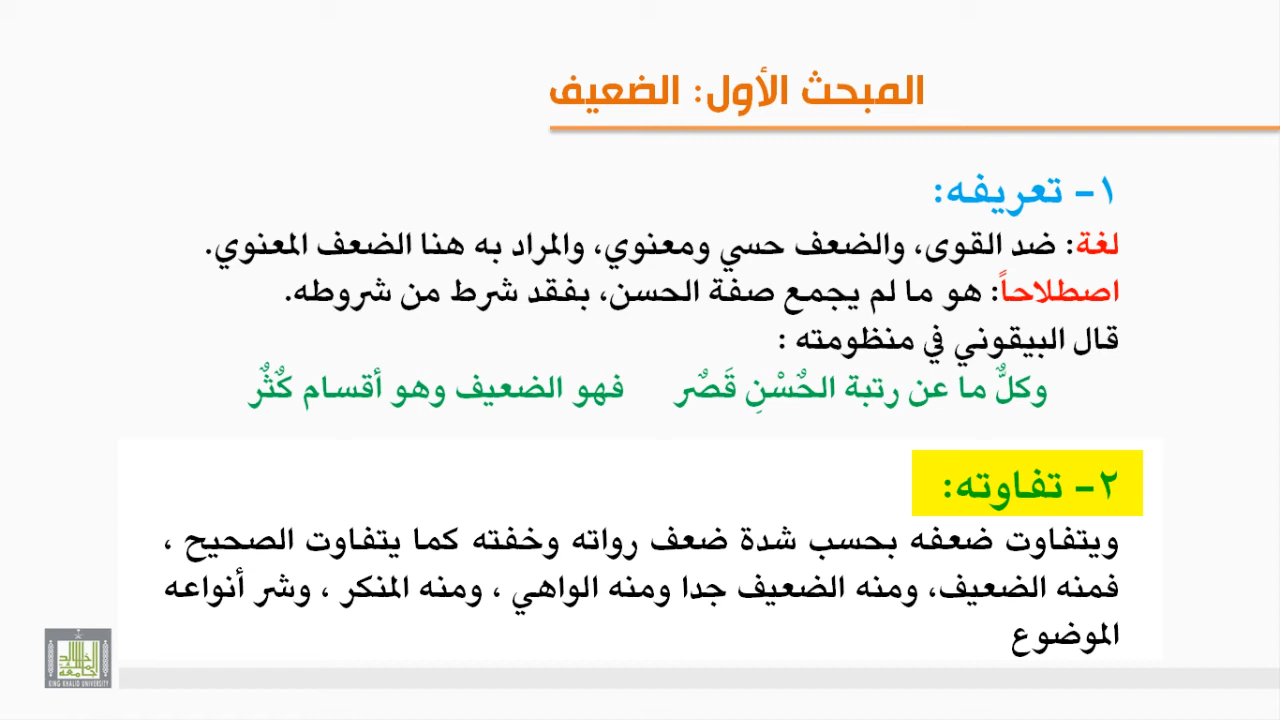 المبحث الأول: الضعيف
١- تعريفه:
لغة: ضد القوى، والضعف حسي ومعنوي، والمراد به هنا الضعف المعنوي.
اصطلاحاً: هو ما لم يجمع صفة الحسن، بفقد شرط من شروطه.
قال البيقوني في منظومته :
وكلٌّ ما عن رتبة الحٌسْنِ قَصٌر فهو الضعيف وهو أقسام كٌثٌر
٢- تفاوته:
ويتفاوت ضعفه بحسب شدة ضعف رواته وخفته كما يتفاوت الصحيح ،
فمنه الضعيف، ومنه الضعيف جدا ومنه الواهي ، ومنه المنكر ، وشر أنواعه
الموضوع
KING KHALID UNIVERSITY